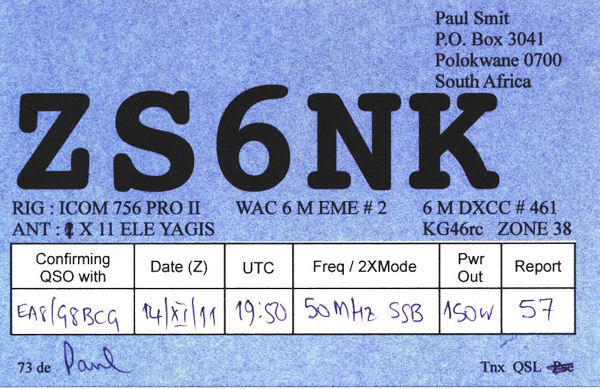 Paul Smit
P.O. Box 3041
Polokwane 0700
South Africa
ZS6NK
RIG : ICOM 756 PRO II WAC 6 M EME # 2 6 M DXCC # 461
ANT : X 11 ELE YAGIS KG46rc ZONE 38
Confirming QSO with Date (Z) UTC Freq / 2XMode Pwr Out Report
EA8/G8BCG 14/XI/11 19:50 50MHz SSB 150W 57
73 de Paul Tnx QSL Pse